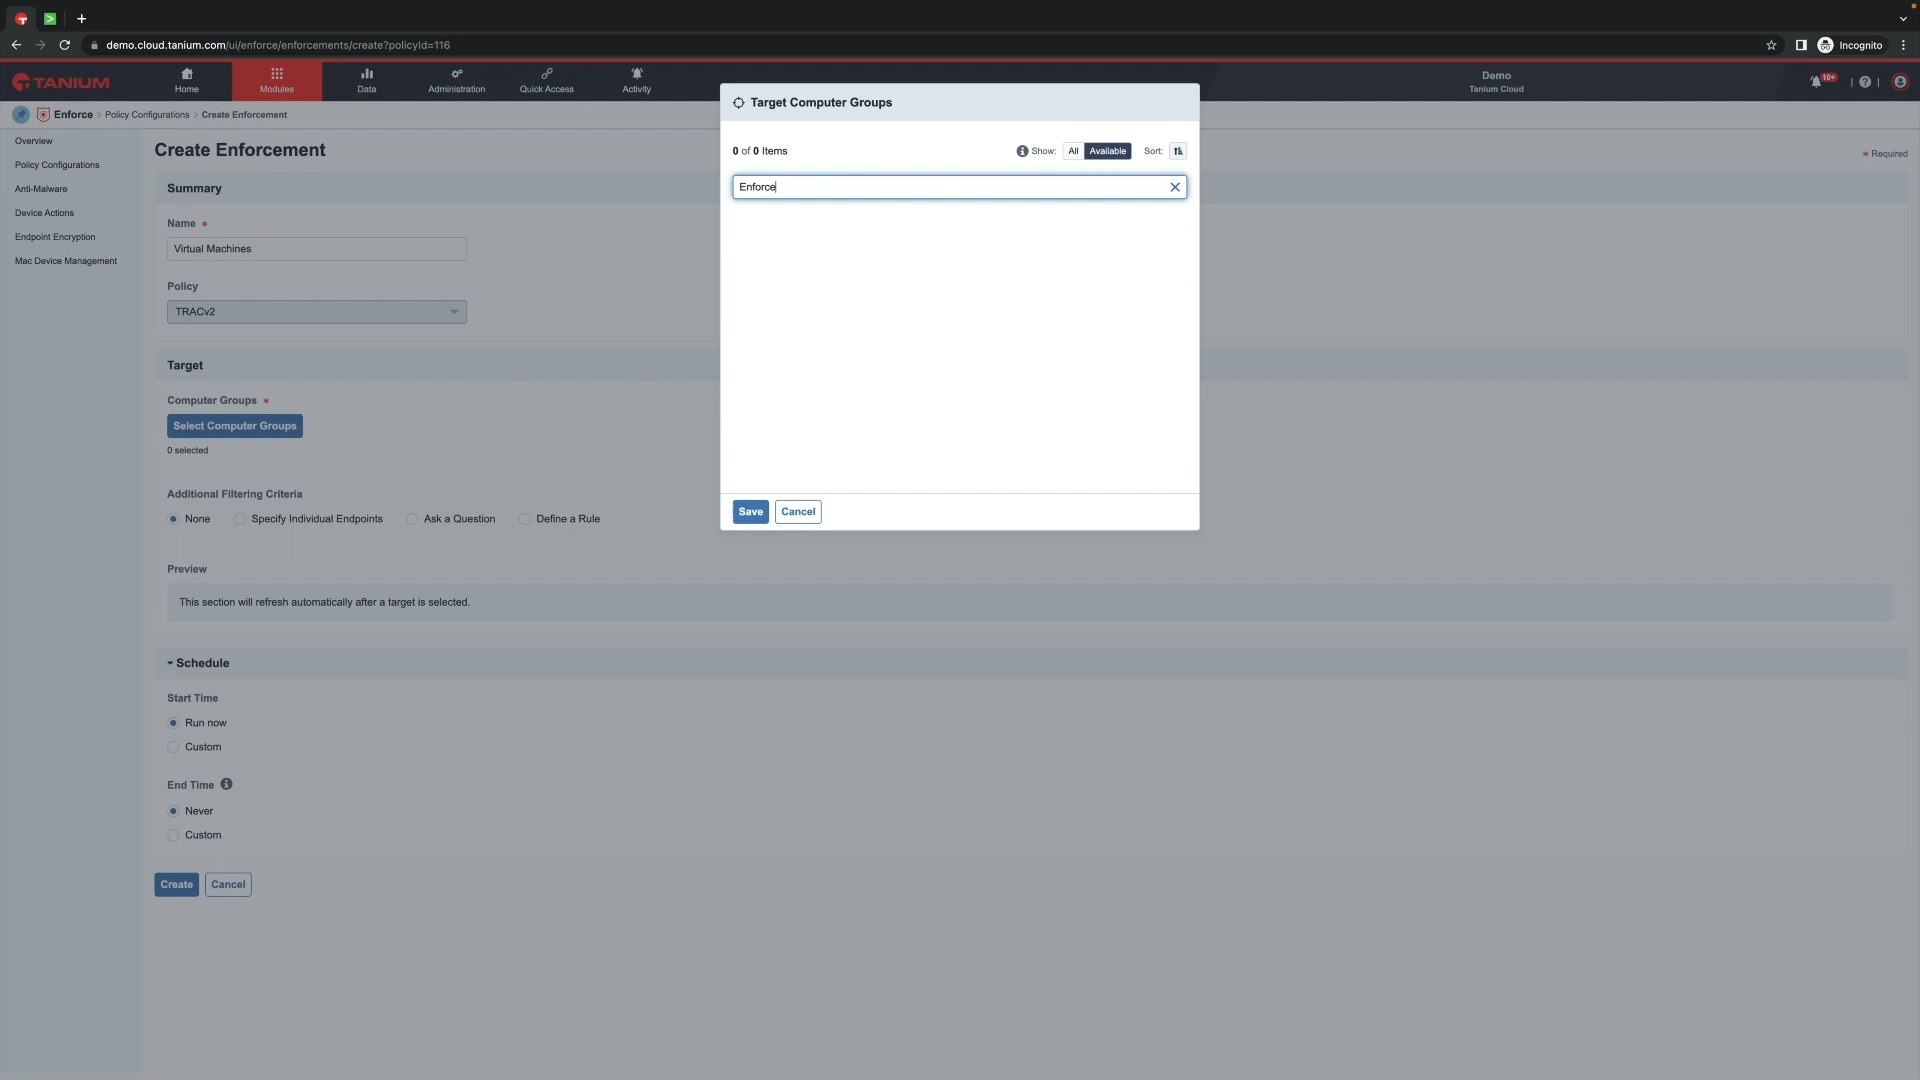 demo.cloud.tanium.com/ui/enforce/enforcements/create?policyId=116
Incognito
TANIUM
Home
Modules
Data
Administration
Quick Access
Activity
Demo
Tanium Cloud
10+
Enforce > Policy Configurations > Create Enforcement
Overview
Policy Configurations
Anti-Malware
Device Actions
Endpoint Encryption
Mac Device Management
Create Enforcement
* Required
Summary
Name *
Virtual Machines
Policy
TRACv2
Target
Computer Groups *
Select Computer Groups
0 selected
Additional Filtering Criteria
None
Specify Individual Endpoints
Ask a Question
Define a Rule
Preview
This section will refresh automatically after a target is selected.
Schedule
Start Time
Run now
Custom
End Time
Never
Custom
Create
Cancel
Target Computer Groups
0 of 0 Items
Show: All Available
Sort:
Enforce
Save
Cancel